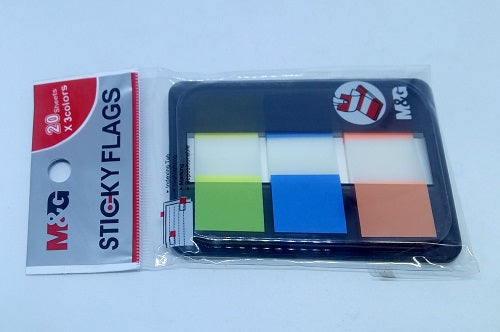 20 Sheets
X 3colors
M&G
STICKY FLAGS
M&G